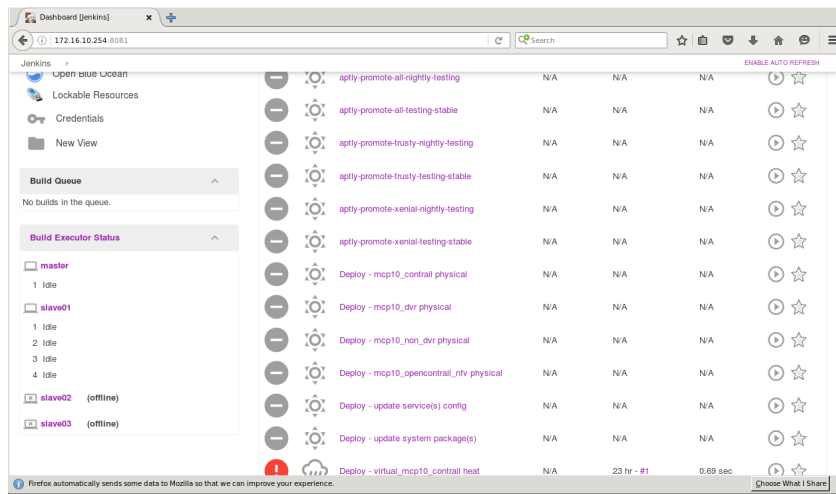 Dashboard [Jenkins]
172.16.10.254:8081
Search
Jenkins
ENABLE AUTO REFRESH
Open Blue Ocean
Lockable Resources
Credentials
New View
Build Queue
No builds in the queue.
Build Executor Status
master
1 Idle
slave01
1 Idle
2 Idle
3 Idle
4 Idle
slave02 (offline)
slave03 (offline)
aptly-promote-all-nightly-testing N/A N/A N/A
aptly-promote-all-testing-stable N/A N/A N/A
aptly-promote-trusty-nightly-testing N/A N/A N/A
aptly-promote-trusty-testing-stable N/A N/A N/A
aptly-promote-xenial-nightly-testing N/A N/A N/A
aptly-promote-xenial-testing-stable N/A N/A N/A
Deploy - mcp10_contrail physical N/A N/A N/A
Deploy - mcp10_dvr physical N/A N/A N/A
Deploy - mcp10_non_dvr physical N/A N/A N/A
Deploy - mcp10_opencontrail_nfv physical N/A N/A N/A
Deploy - update service(s) config N/A N/A N/A
Deploy - update system package(s) N/A N/A N/A
Deploy - virtual_mcp10_contrail heat N/A 23 hr - #1 0.69 sec
Firefox automatically sends some data to Mozilla so that we can improve your experience.
Choose What I Share